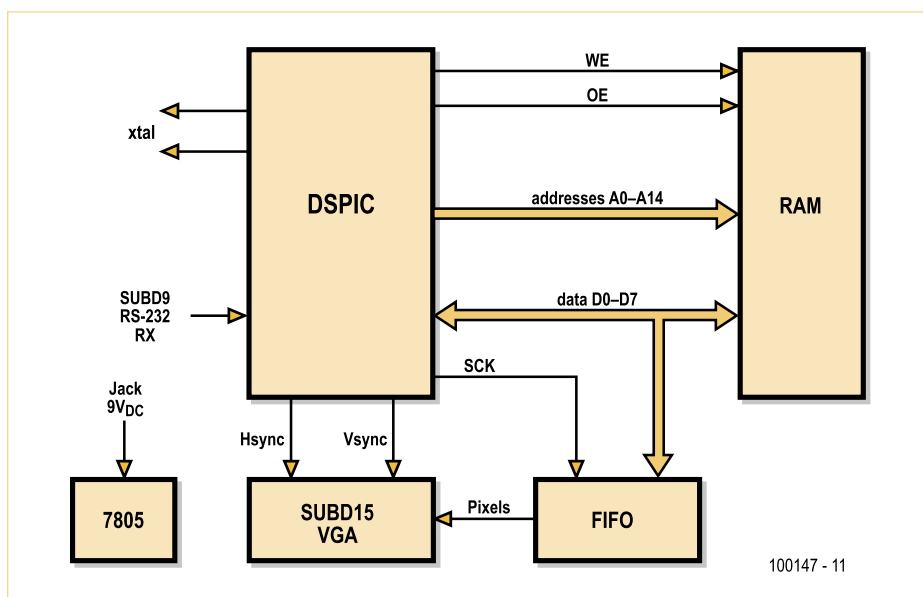 WE
OE
xtal
DSPIC
addresses A0–A14
RAM
data D0–D7
SUBD9
RS-232
RX
SCK
Jack
9VDC
Hsync
Vsync
7805
SUBD15
VGA
Pixels
FIFO
100147 - 11